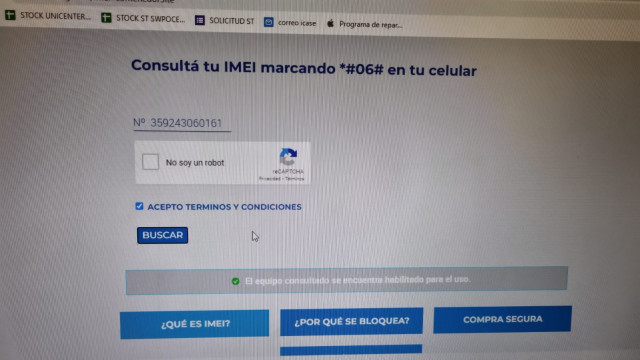 STOCK UNICENTER... STOCK ST SWPOCE... SOLICITUD ST correo icase Programa de repar...
Consultá tu IMEI marcando *#06# en tu celular
Nº 359243060161
No soy un robot
reCAPTCHA
Privacidad - Términos
ACEPTO TERMINOS Y CONDICIONES
BUSCAR
El equipo consultado se encuentra habilitado para el uso.
¿QUÉ ES IMEI? ¿POR QUÉ SE BLOQUEA? COMPRA SEGURA